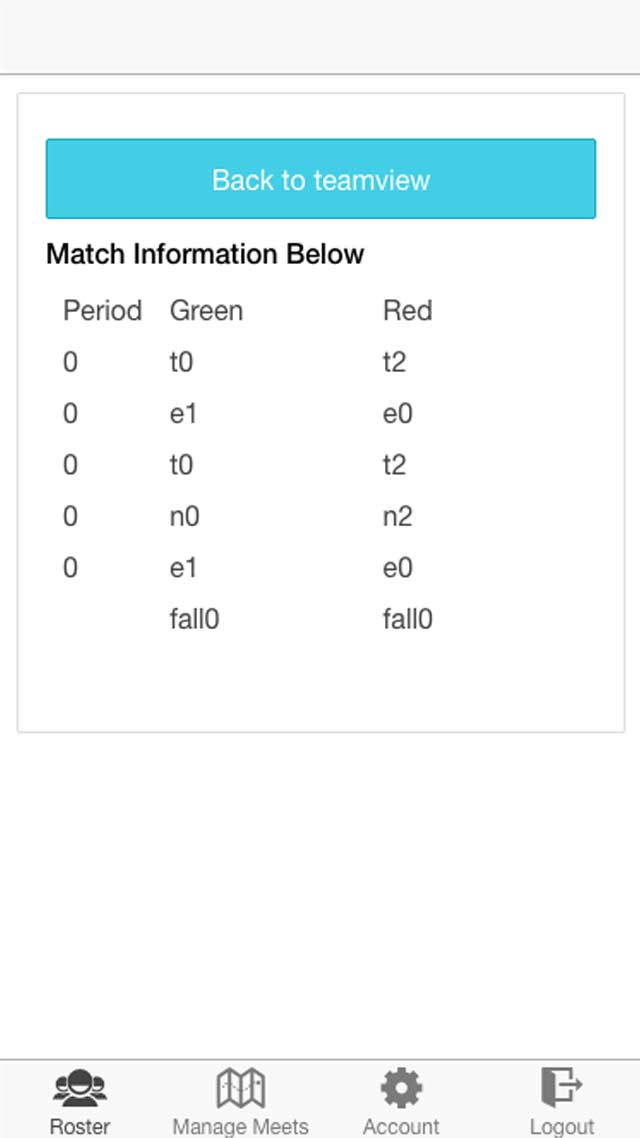 Back to teamview
Match Information Below
Period Green Red
0 t0 t2
0 e1 e0
0 t0 t2
0 n0 n2
0 e1 e0
fall0 fall0
Roster Manage Meets Account Logout